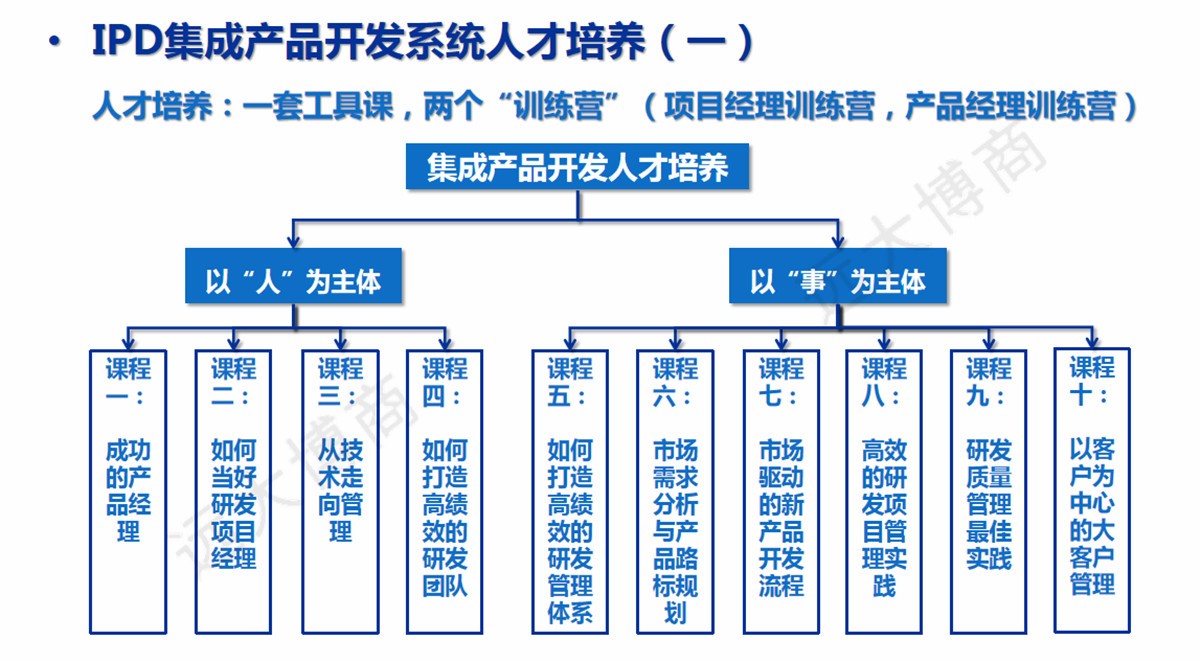 • IPD集成产品开发系统人才培养（一）
人才培养：一套工具课，两个“训练营”（项目经理训练营，产品经理训练营）
集成产品开发人才培养
以“人”为主体
以“事”为主体
课程
一：
成功
的产
品经
理
课程
二：
如何
当好
研发
项目
经理
课程
三：
从技
术走
向管
理
课程
四：
如何
打造
高绩
效的
研发
团队
课程
五：
如何
打造
高绩
效的
研发
管理
体系
课程
六：
市场
需求
分析
与产
品路
标规
划
课程
七：
市场
驱动
的新
产品
开发
流程
课程
八：
高效
的研
发项
目管
理实
践
课程
九：
研发
质量
管理
最佳
实践
课程
十：
以客
户为
中心
的大
客户
管理
远大博商
远大博商